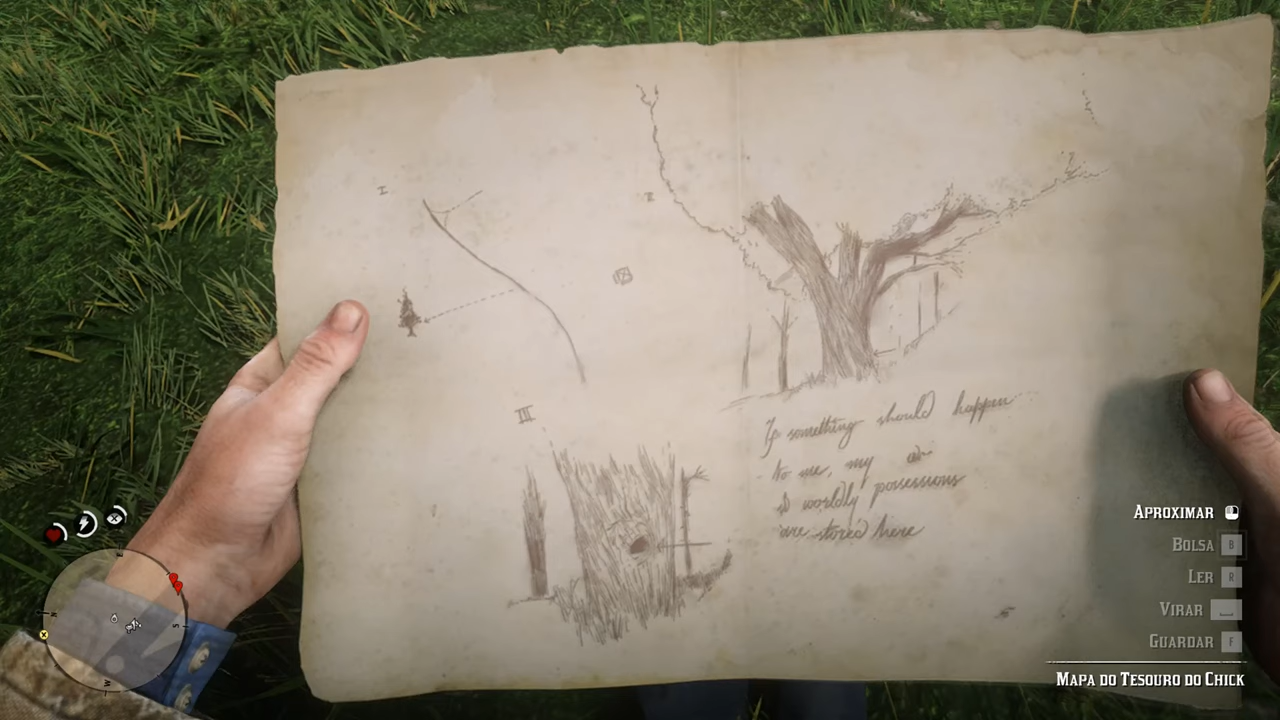 I
II
III
If something should happen
to me, my
worldly possessions
are stored here
APROXIMAR
BOLSA B
LER R
VIRAR
GUARDAR F
MAPA DO TESOURO DO CHICK
S
W